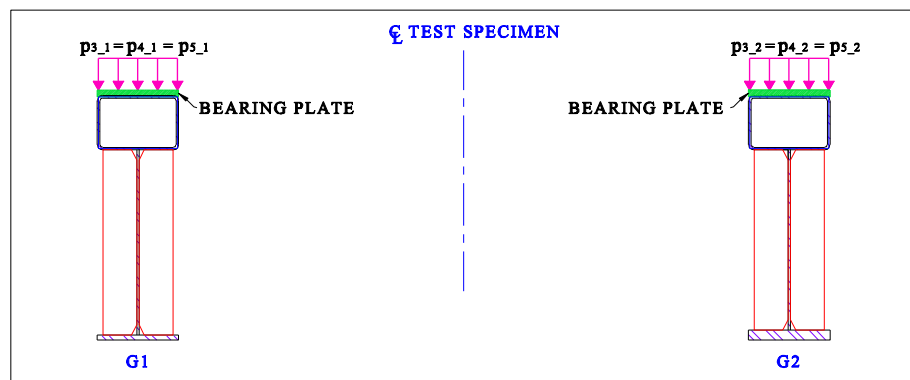 ℄ TEST SPECIMEN
p3_1 = p4_1 = p5_1
p3_2 = p4_2 = p5_2
BEARING PLATE
BEARING PLATE
G1
G2